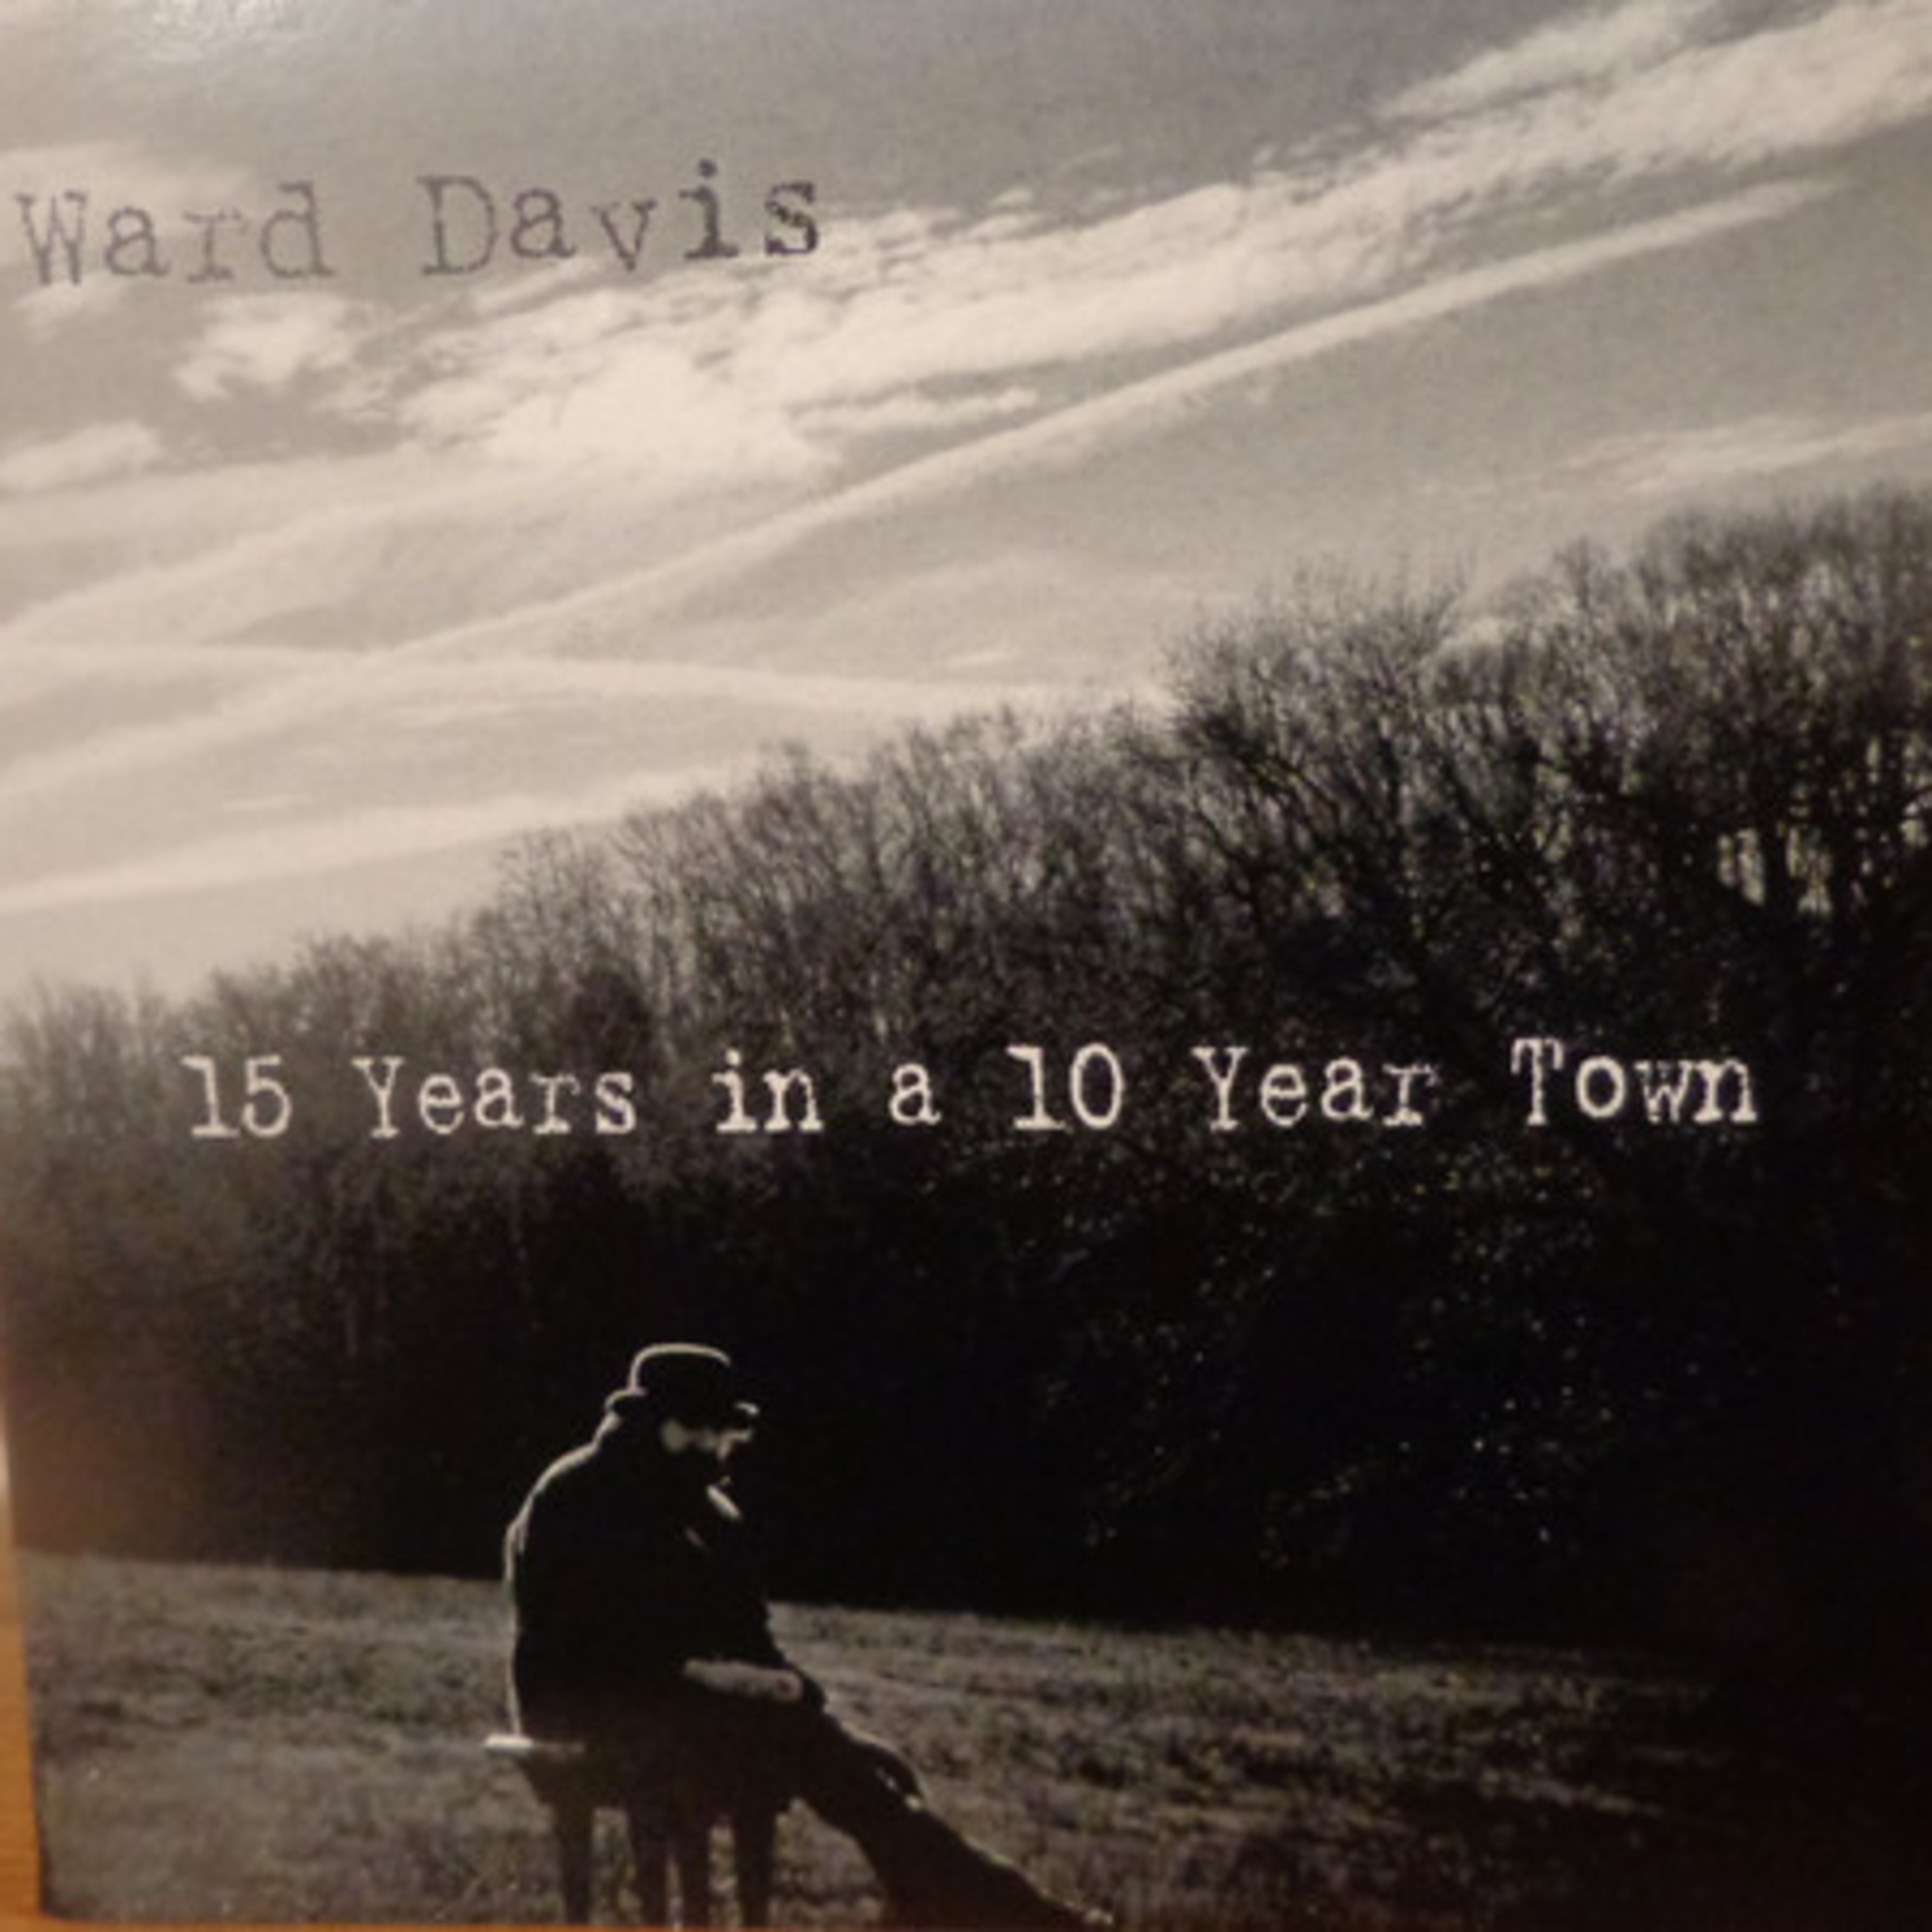 Ward Davis
15 Years in a 10 Year Town